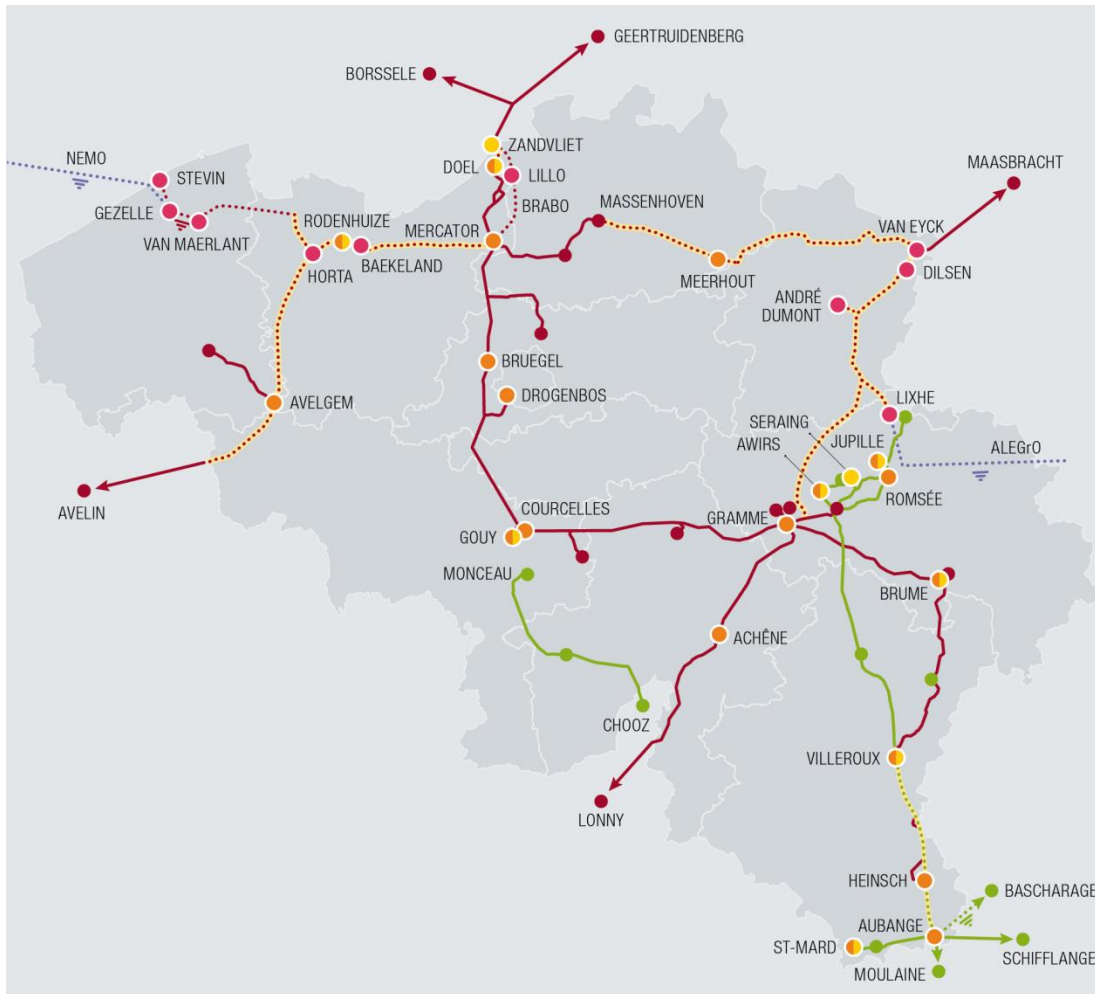 GEERTRUIDENBERG
BORSSELE
ZANDVLIET
NEMO
DOEL
MAASBRACHT
STEVIN
LILLO
GEZELLE
RODENHUIZE
BRABO
MASSENHOVEN
VAN MAERLANT
MERCATOR
VAN EYCK
HORTA
BAEKELAND
MEERHOUT
DILSEN
ANDRÉ
DUMONT
BRUEGEL
DROGENBOS
AVELGEM
LIXHE
SERAING
JUPILLE
AWIRS
ALEGrO
ROMSÉE
AVELIN
COURCELLES
GRAMME
GOUY
MONCEAU
BRUME
ACHÊNE
CHOOZ
VILLEROUX
LONNY
HEINSCH
BASCHARAGE
AUBANGE
ST-MARD
SCHIFFLANGE
MOULAINE